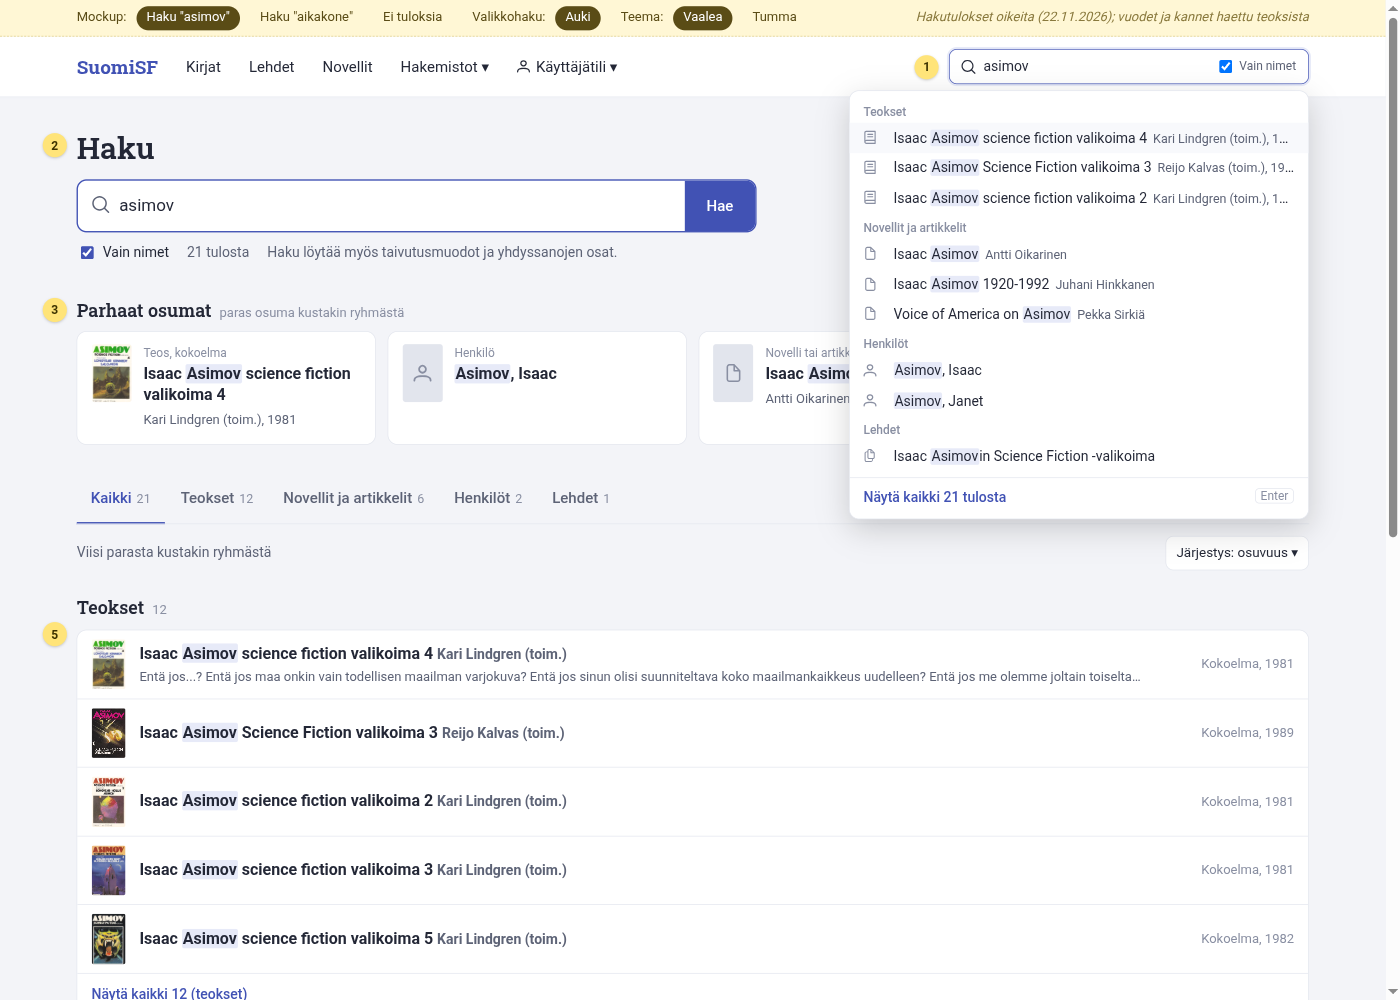 Mockup: Haku "asimov" Haku "aikakone" Ei tuloksia Valikkohaku: Auki Teema: Vaalea Tumma Hakutulokset oikeita (22.11.2026); vuodet ja kannet haettu teoksista
SuomiSF Kirjat Lehdet Novellit Hakemistot ▾ Käyttäjätili ▾ 1 asimov Vain nimet
Teokset
Isaac Asimov science fiction valikoima 4 Kari Lindgren (toim.), 1...
Isaac Asimov Science Fiction valikoima 3 Reijo Kalvas (toim.), 19...
Isaac Asimov science fiction valikoima 2 Kari Lindgren (toim.), 1...
Novellit ja artikkelit
Isaac Asimov Antti Oikarinen
Isaac Asimov 1920-1992 Juhani Hinkkanen
Voice of America on Asimov Pekka Sirkiä
Henkilöt
Asimov, Isaac
Asimov, Janet
Lehdet
Isaac Asimovin Science Fiction -valikoima
Näytä kaikki 21 tulosta Enter
2 Haku
asimov Hae
Vain nimet 21 tulosta Haku löytää myös taivutusmuodot ja yhdyssanojen osat.
3 Parhaat osumat paras osuma kustakin ryhmästä
ASIMOV
Teos, kokoelma
Isaac Asimov science fiction
valikoima 4
Kari Lindgren (toim.), 1981
Henkilö
Asimov, Isaac
Novelli tai artikk
Isaac Asimo
Antti Oikarinen
Kaikki 21 Teokset 12 Novellit ja artikkelit 6 Henkilöt 2 Lehdet 1
Viisi parasta kustakin ryhmästä Järjestys: osuvuus ▾
Teokset 12
5
ASIMOV
Isaac Asimov science fiction valikoima 4 Kari Lindgren (toim.)
Entä jos...? Entä jos maa onkin vain todellisen maailman varjokuva? Entä jos sinun olisi suunniteltava koko maailmankaikkeus uudelleen? Entä jos me olemme joltain toiselta...
Kokoelma, 1981
ASIMOV
Isaac Asimov Science Fiction valikoima 3 Reijo Kalvas (toim.) Kokoelma, 1989
ASIMOV
Isaac Asimov science fiction valikoima 2 Kari Lindgren (toim.) Kokoelma, 1981
ASIMOV
Isaac Asimov science fiction valikoima 3 Kari Lindgren (toim.) Kokoelma, 1981
ASIMOV
Isaac Asimov science fiction valikoima 5 Kari Lindgren (toim.) Kokoelma, 1982
Näytä kaikki 12 (teokset)